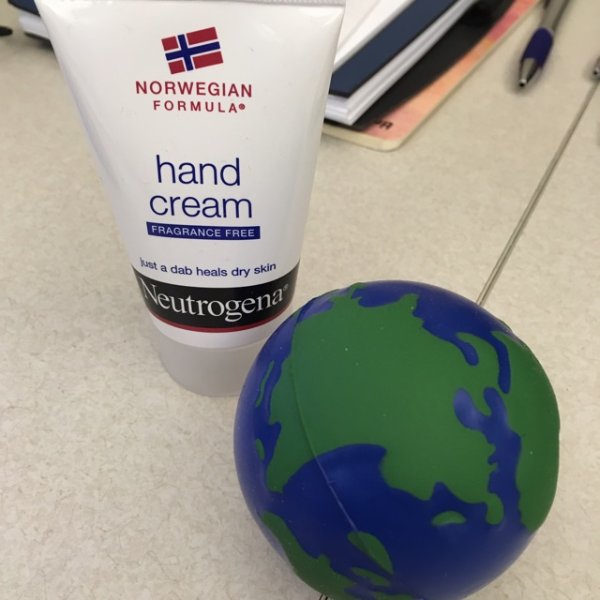 NORWEGIAN
FORMULA®
hand
cream
FRAGRANCE FREE
just a dab heals dry skin
Neutrogena®